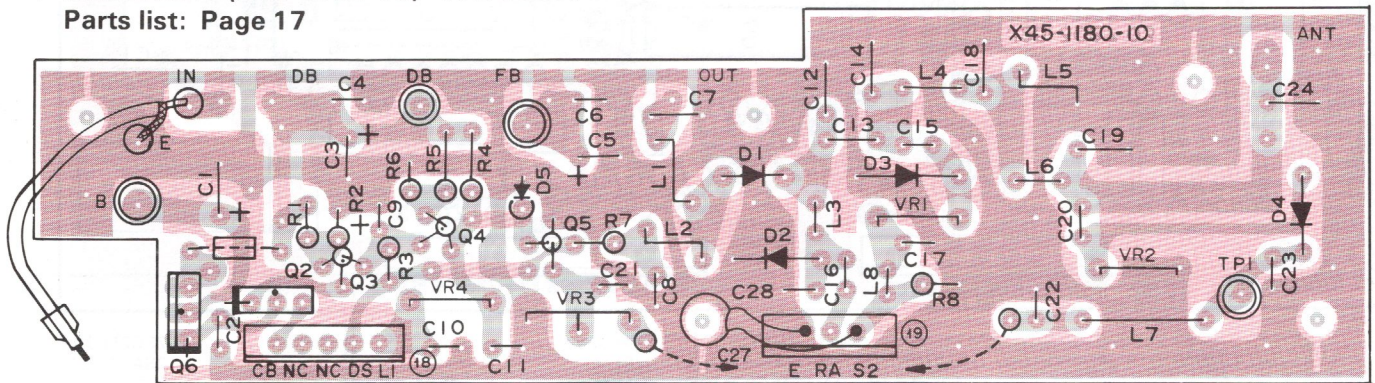 Parts list: Page 17
X45-1180-10
ANT
IN
DB
C4
DB
FB
C6
C7
OUT
C12
C14
L4
C18
L5
C24
E
C3
R6
R5
R4
C5
L1
D1
C13
C15
D3
L6
C19
B
C1
R1
R2
C9
D5
Q4
Q5
R7
L2
L3
VR1
C20
D4
Q2
Q3
R3
D2
C16
L8
C17
R8
VR2
TP1
C23
C2
VR4
VR3
C21
C8
C28
C22
L7
Q6
CB NC NC DS L1
18
C10
C11
C27
19
E RA S2